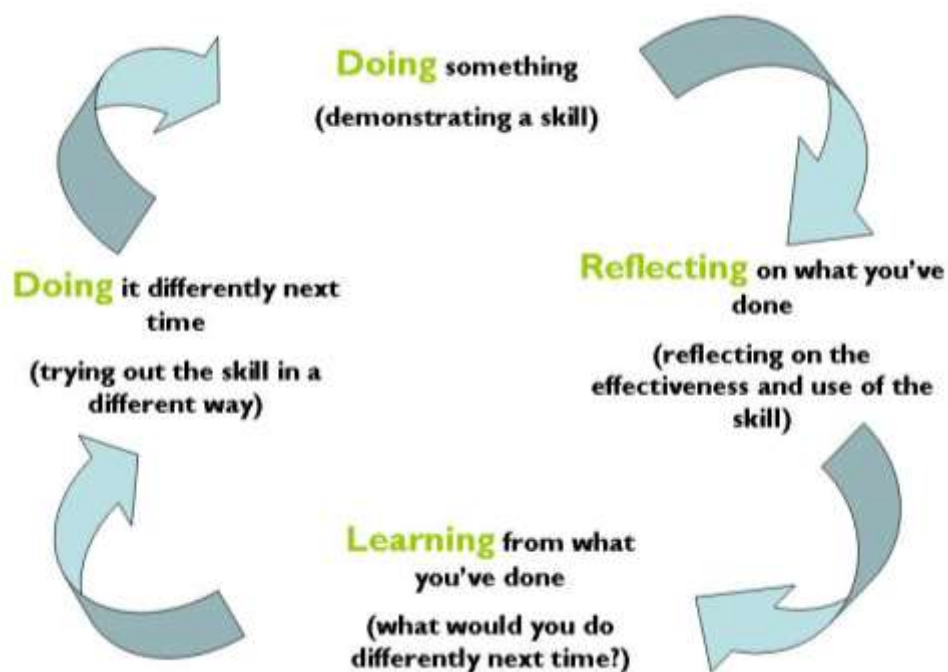 Doing something
(demonstrating a skill)
Reflecting on what you've
done
(reflecting on the
effectiveness and use of the
skill)
Learning from what
you've done
(what would you do
differently next time?)
Doing it differently next
time
(trying out the skill in a
different way)